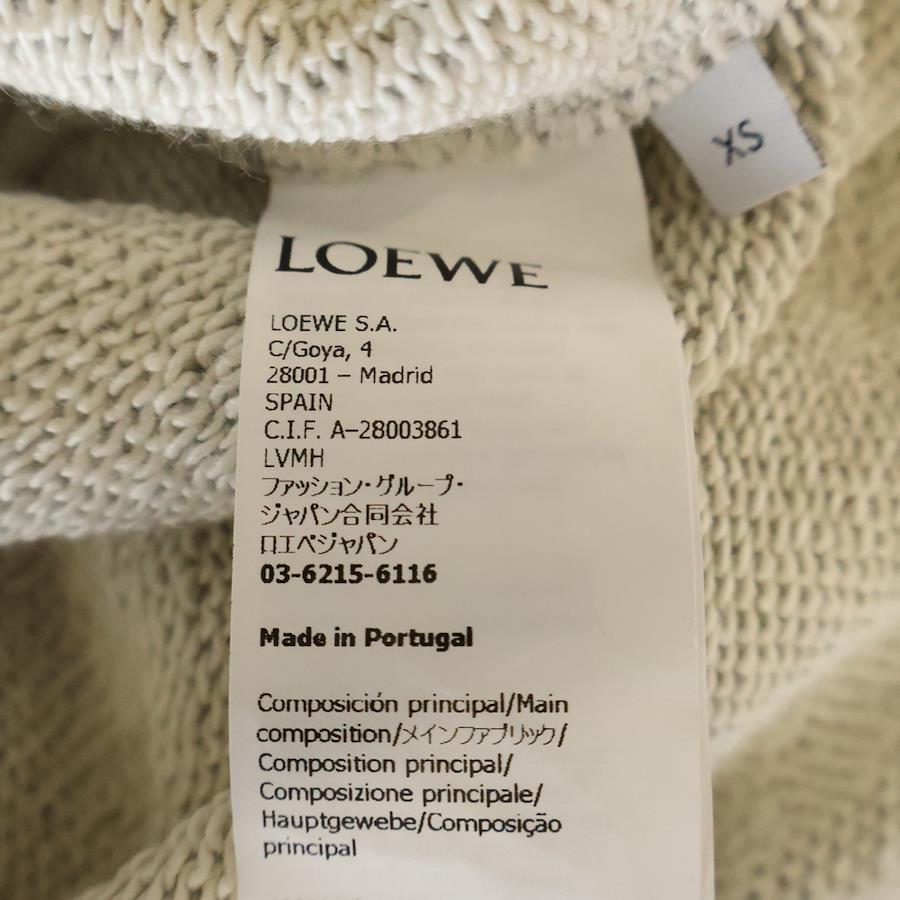 XS
LOEWE
LOEWE S.A.
C/Goya, 4
28001 – Madrid
SPAIN
C.I.F. A–28003861
LVMH
ファッション・グループ・
ジャパン合同会社
ロエベジャパン
03-6215-6116
Made in Portugal
Composición principal/Main
composition/メインファブリック/
Composition principal/
Composizione principale/
Hauptgewebe/Composição
principal